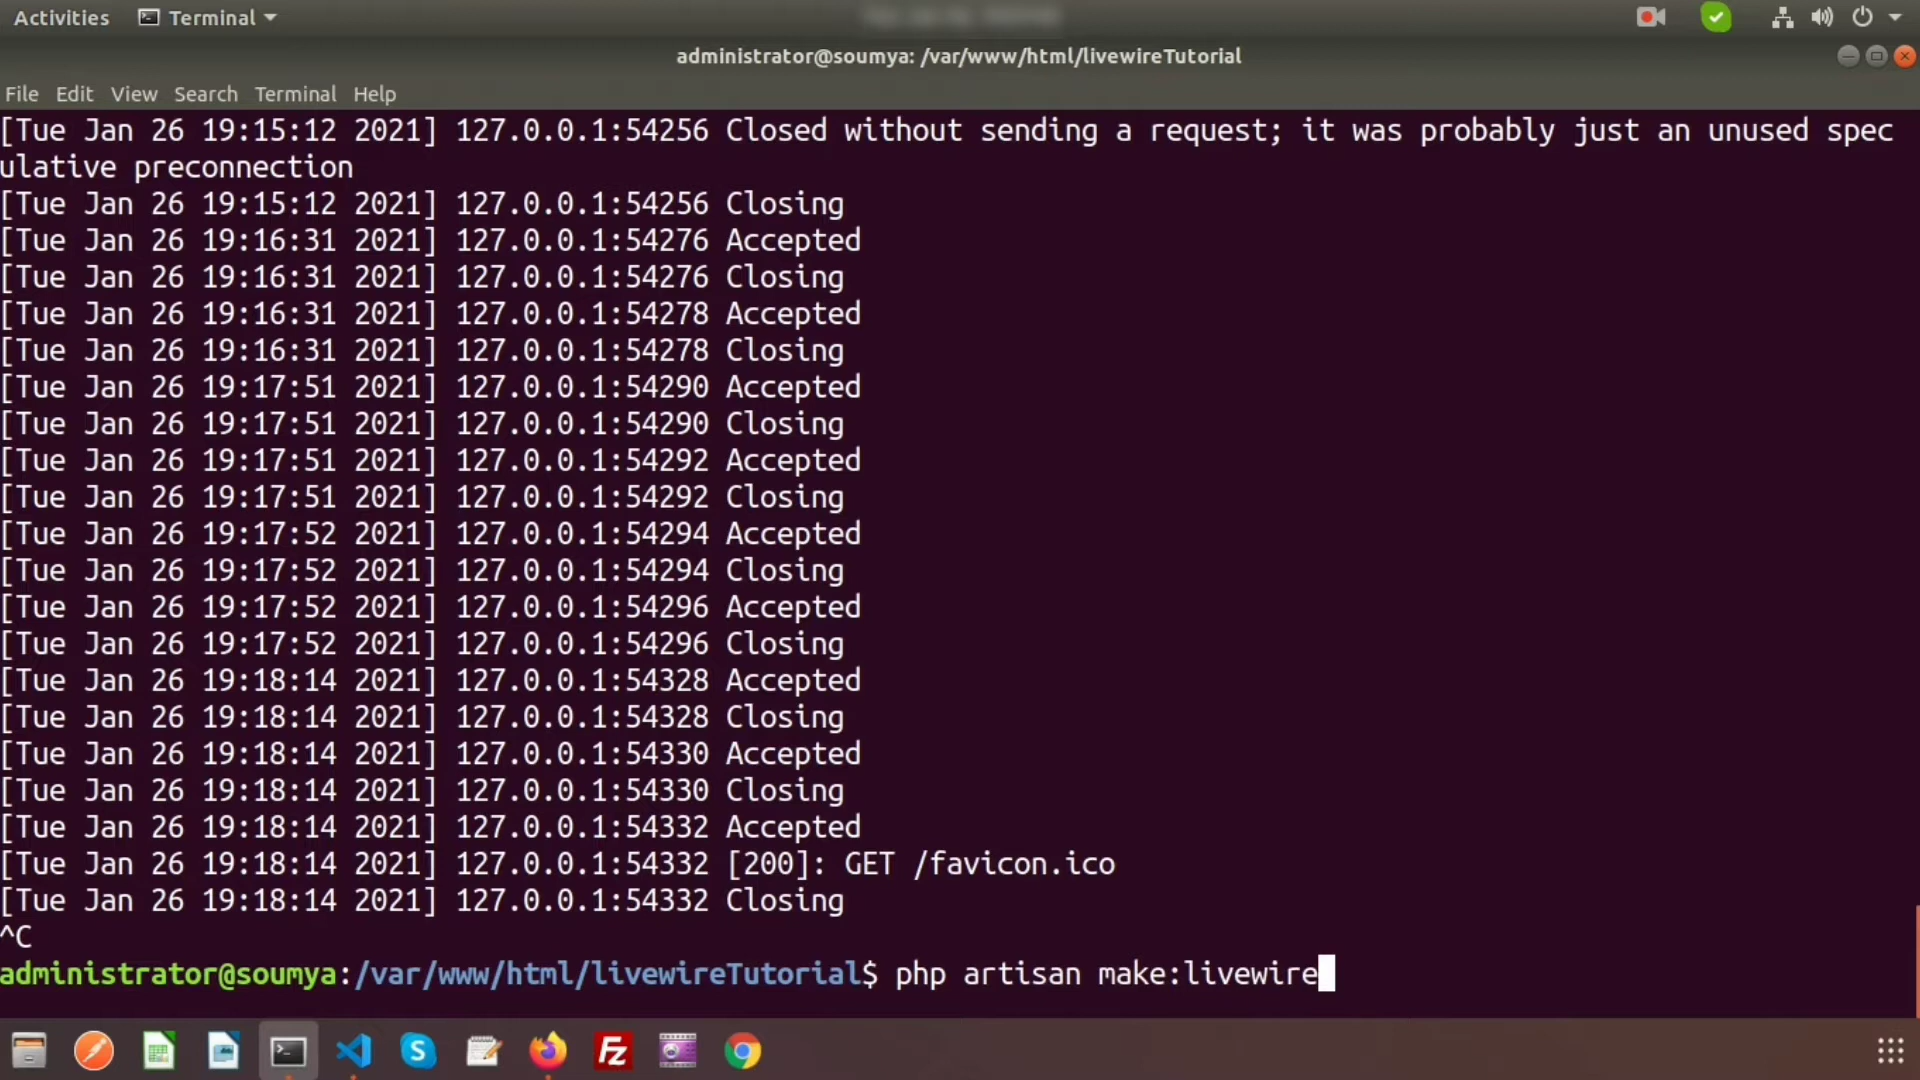 Activities Terminal
administrator@soumya: /var/www/html/livewireTutorial
File Edit View Search Terminal Help
[Tue Jan 26 19:15:12 2021] 127.0.0.1:54256 Closed without sending a request; it was probably just an unused spec
ulative preconnection
[Tue Jan 26 19:15:12 2021] 127.0.0.1:54256 Closing
[Tue Jan 26 19:16:31 2021] 127.0.0.1:54276 Accepted
[Tue Jan 26 19:16:31 2021] 127.0.0.1:54276 Closing
[Tue Jan 26 19:16:31 2021] 127.0.0.1:54278 Accepted
[Tue Jan 26 19:16:31 2021] 127.0.0.1:54278 Closing
[Tue Jan 26 19:17:51 2021] 127.0.0.1:54290 Accepted
[Tue Jan 26 19:17:51 2021] 127.0.0.1:54290 Closing
[Tue Jan 26 19:17:51 2021] 127.0.0.1:54292 Accepted
[Tue Jan 26 19:17:51 2021] 127.0.0.1:54292 Closing
[Tue Jan 26 19:17:52 2021] 127.0.0.1:54294 Accepted
[Tue Jan 26 19:17:52 2021] 127.0.0.1:54294 Closing
[Tue Jan 26 19:17:52 2021] 127.0.0.1:54296 Accepted
[Tue Jan 26 19:17:52 2021] 127.0.0.1:54296 Closing
[Tue Jan 26 19:18:14 2021] 127.0.0.1:54328 Accepted
[Tue Jan 26 19:18:14 2021] 127.0.0.1:54328 Closing
[Tue Jan 26 19:18:14 2021] 127.0.0.1:54330 Accepted
[Tue Jan 26 19:18:14 2021] 127.0.0.1:54330 Closing
[Tue Jan 26 19:18:14 2021] 127.0.0.1:54332 Accepted
[Tue Jan 26 19:18:14 2021] 127.0.0.1:54332 [200]: GET /favicon.ico
[Tue Jan 26 19:18:14 2021] 127.0.0.1:54332 Closing
^C
administrator@soumya:/var/www/html/livewireTutorial$ php artisan make:livewire